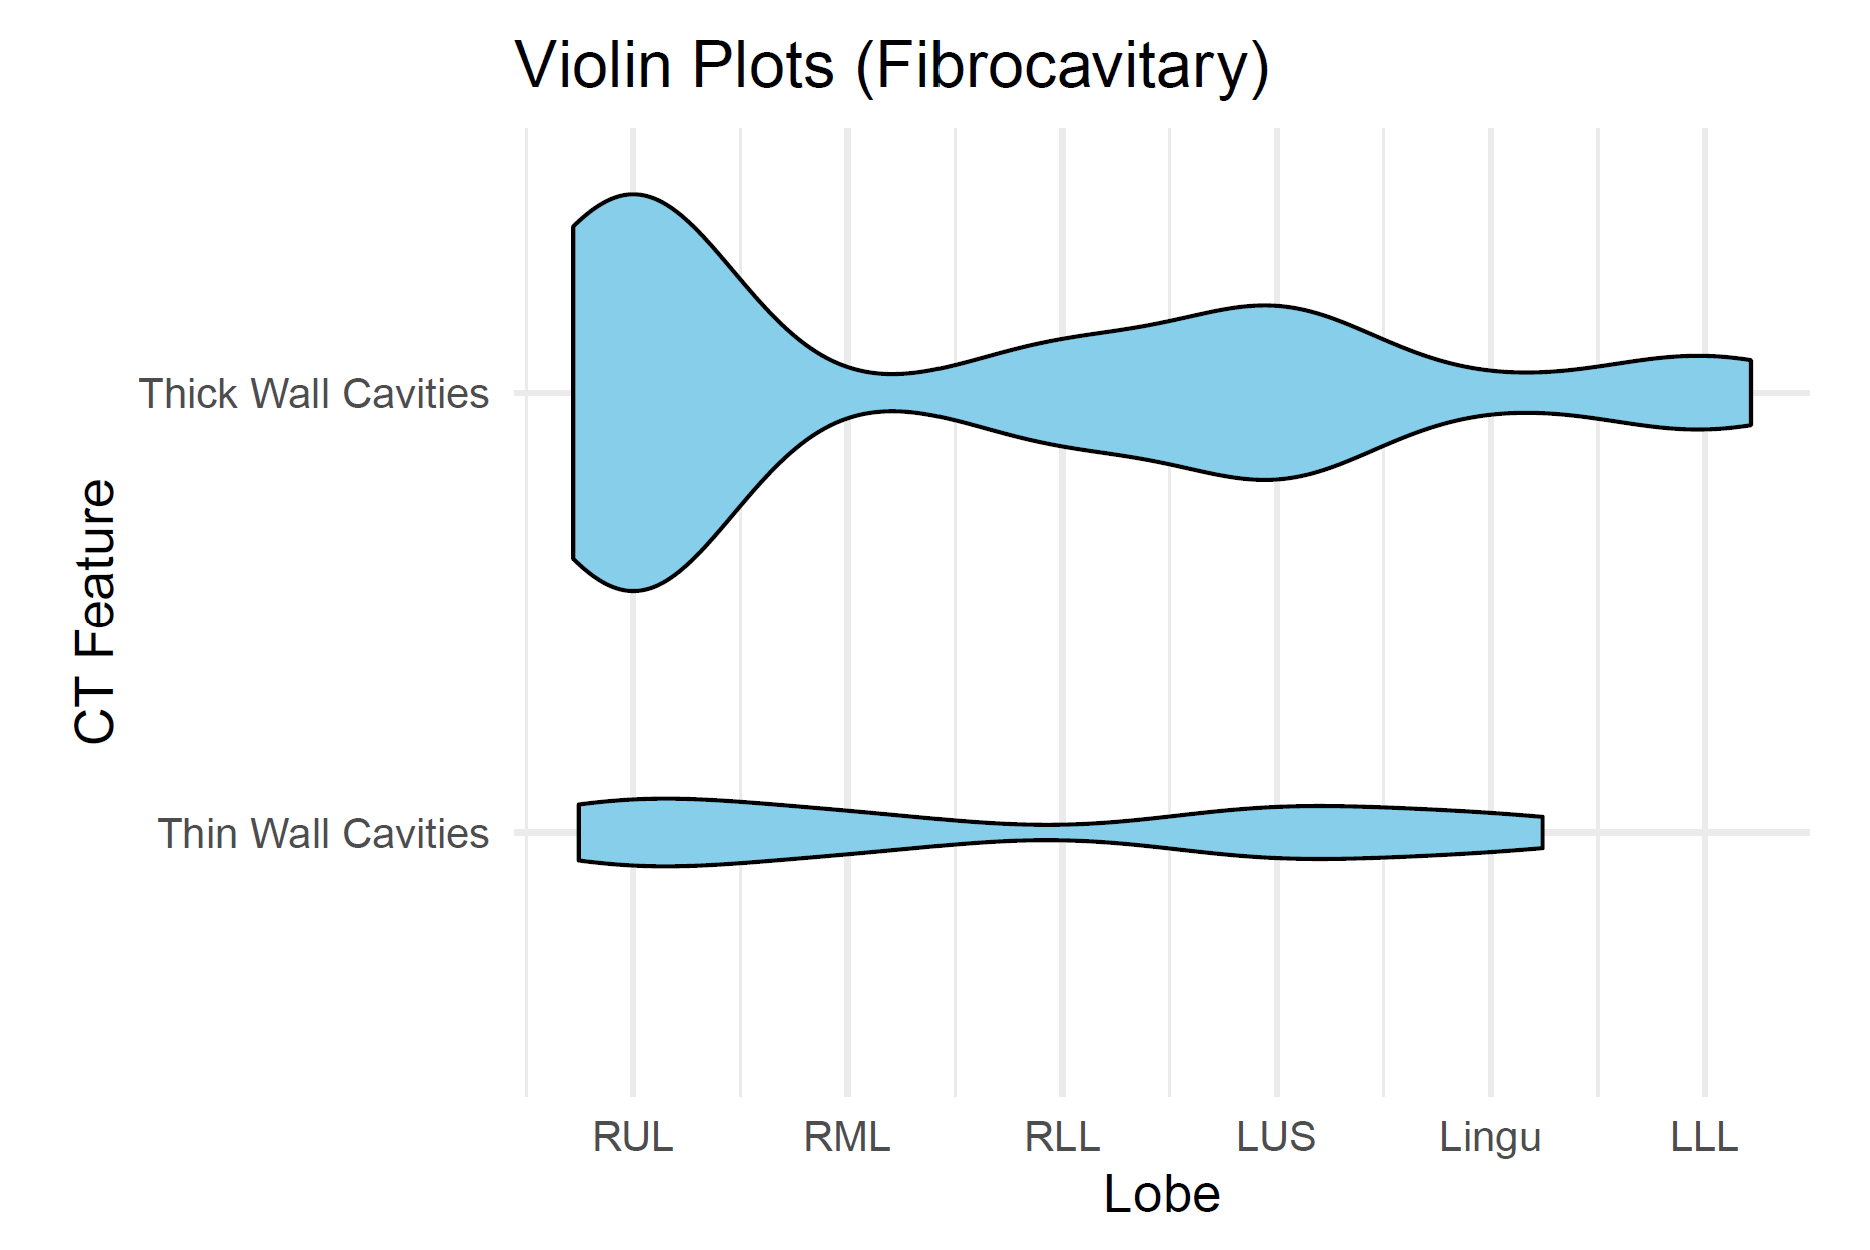 Violin Plots (Fibrocavitary)
CT Feature
Thick Wall Cavities
Thin Wall Cavities
RUL RML RLL LUS Lingu LLL
Lobe